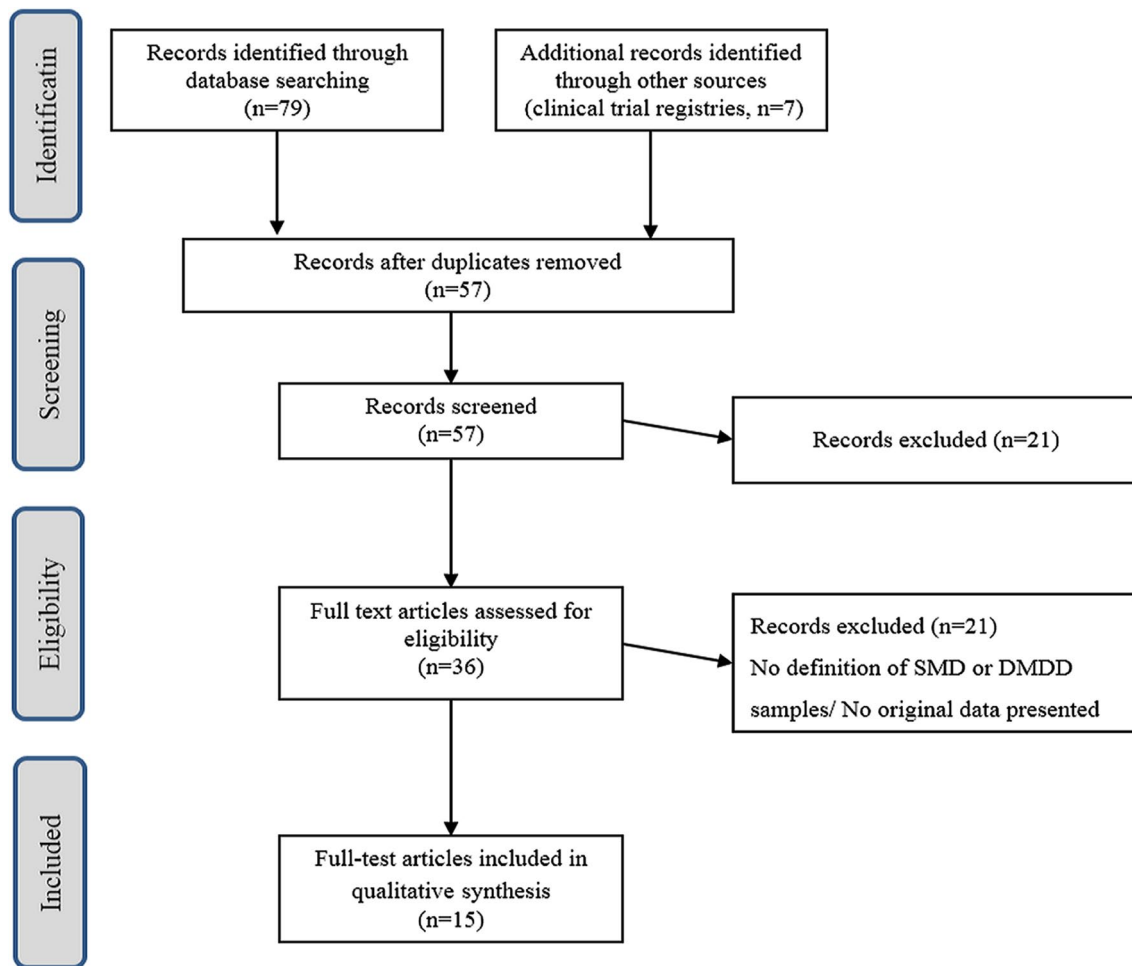 Identificatin
Records identified through
database searching
(n=79)
Additional records identified
through other sources
(clinical trial registries, n=7)
Records after duplicates removed
(n=57)
Screening
Records screened
(n=57)
Records excluded (n=21)
Eligibility
Full text articles assessed for
eligibility
(n=36)
Records excluded (n=21)
No definition of SMD or DMDD
samples/ No original data presented
Included
Full-test articles included in
qualitative synthesis
(n=15)